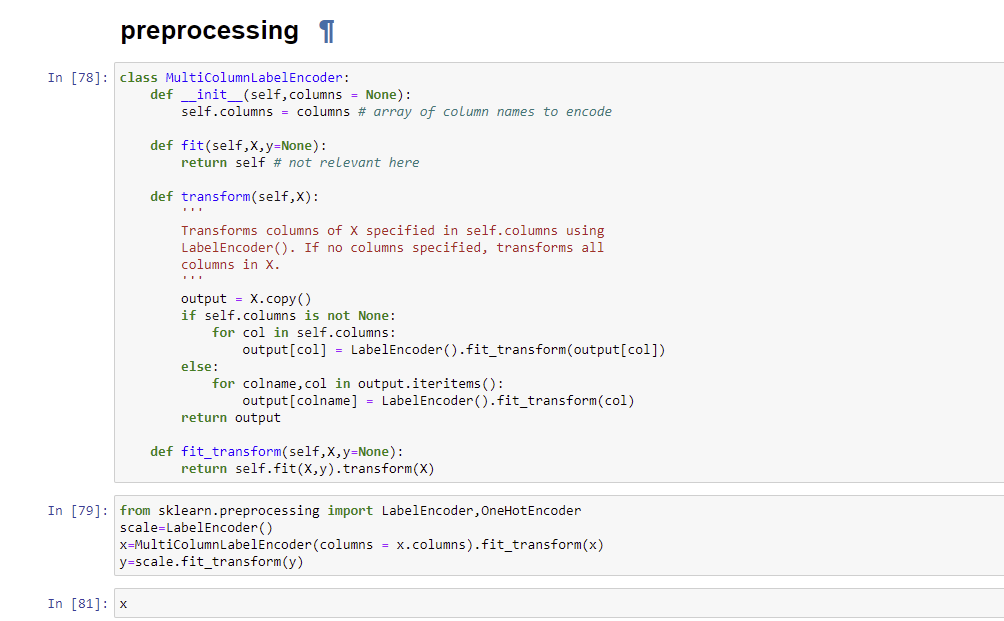 preprocessing ¶
In [78]: class MultiColumnLabelEncoder:
    def __init__(self,columns = None):
        self.columns = columns # array of column names to encode

    def fit(self,X,y=None):
        return self # not relevant here

    def transform(self,X):
        '''
        Transforms columns of X specified in self.columns using
        LabelEncoder(). If no columns specified, transforms all
        columns in X.
        '''
        output = X.copy()
        if self.columns is not None:
            for col in self.columns:
                output[col] = LabelEncoder().fit_transform(output[col])
        else:
            for colname,col in output.iteritems():
                output[colname] = LabelEncoder().fit_transform(col)
        return output

    def fit_transform(self,X,y=None):
        return self.fit(X,y).transform(X)
In [79]: from sklearn.preprocessing import LabelEncoder,OneHotEncoder
scale=LabelEncoder()
x=MultiColumnLabelEncoder(columns = x.columns).fit_transform(x)
y=scale.fit_transform(y)
In [81]: x